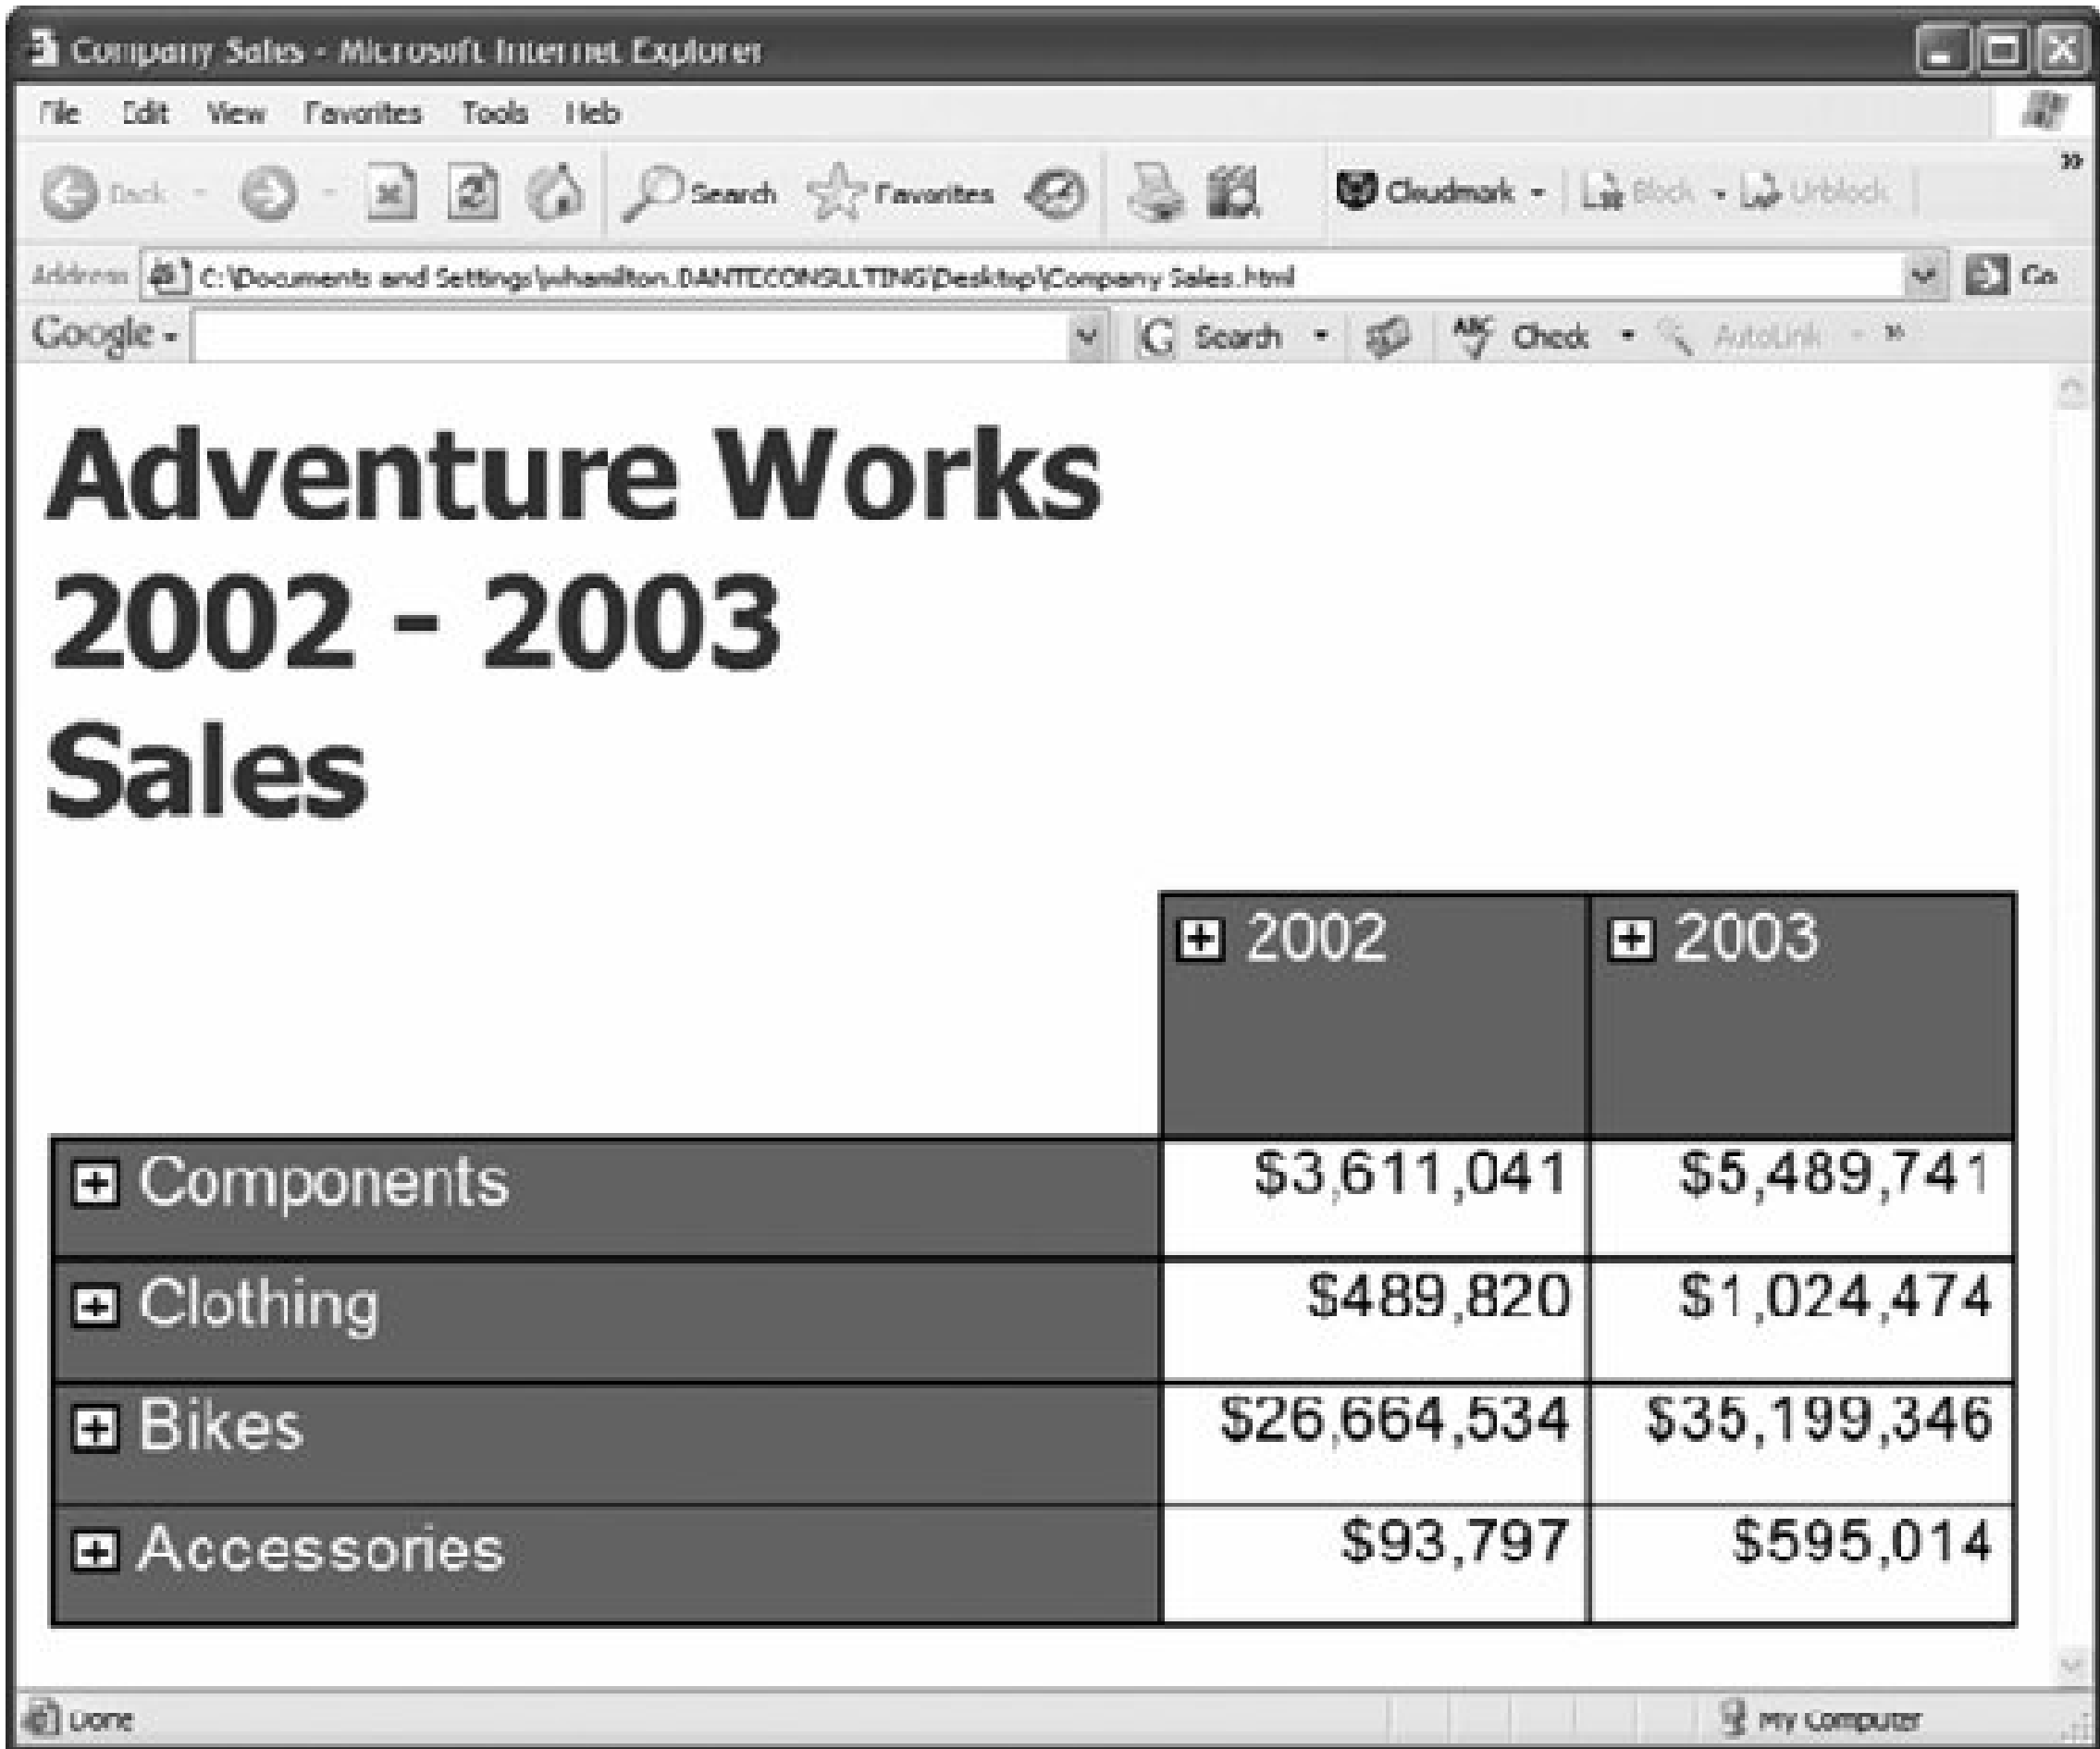 Company Sales - Microsoft Internet Explorer
File Edit View Favorites Tools Help
Back Search Favorites Cloudmark Block Unblock
Address C:\Documents and Settings\whamilton.DANTECONSULTING\Desktop\Company Sales.html Go
Google Search ABC Check AutoLink
Adventure Works
2002 - 2003
Sales
2002 2003
Components $3,611,041 $5,489,741
Clothing $489,820 $1,024,474
Bikes $26,664,534 $35,199,346
Accessories $93,797 $595,014
Done My Computer